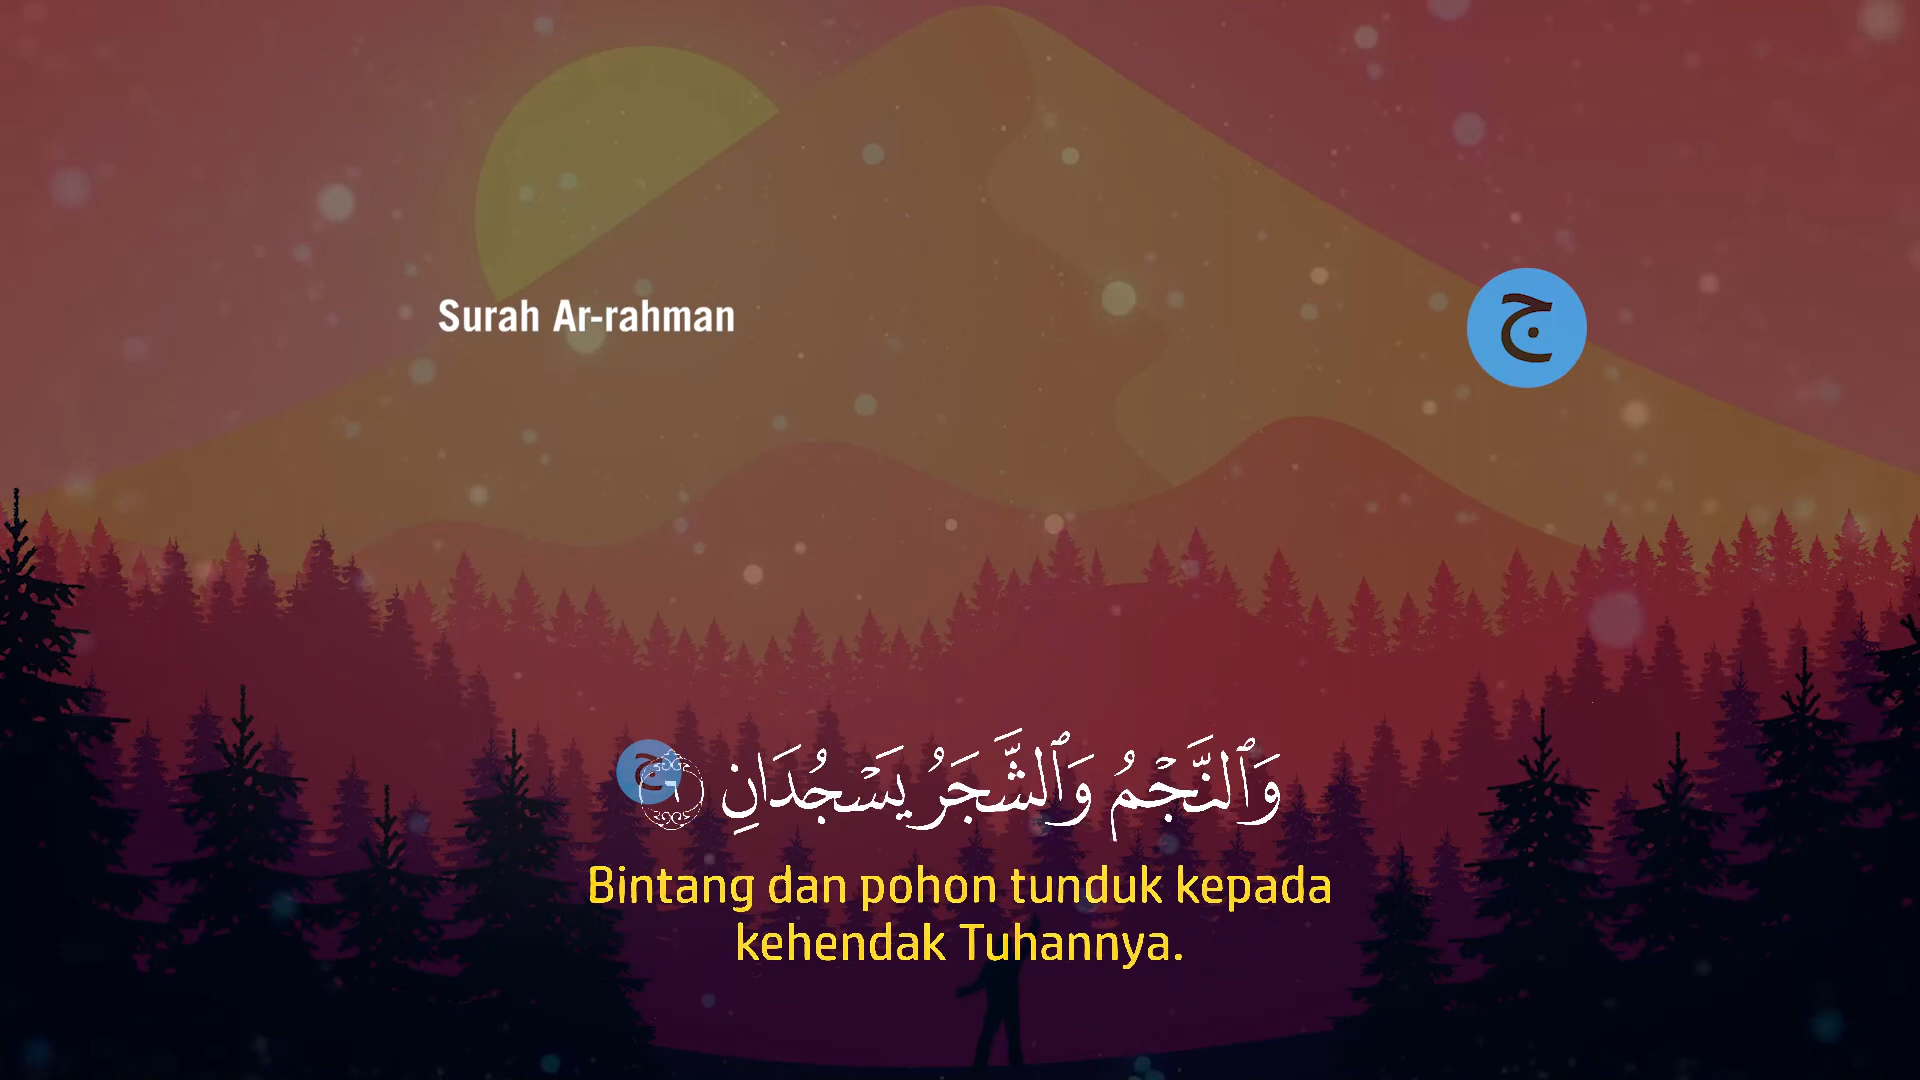 Surah Ar-rahman
ج
وَٱلنَّجْمُ وَٱلشَّجَرُ يَسْجُدَانِ ٦
ج
Bintang dan pohon tunduk kepada
kehendak Tuhannya.